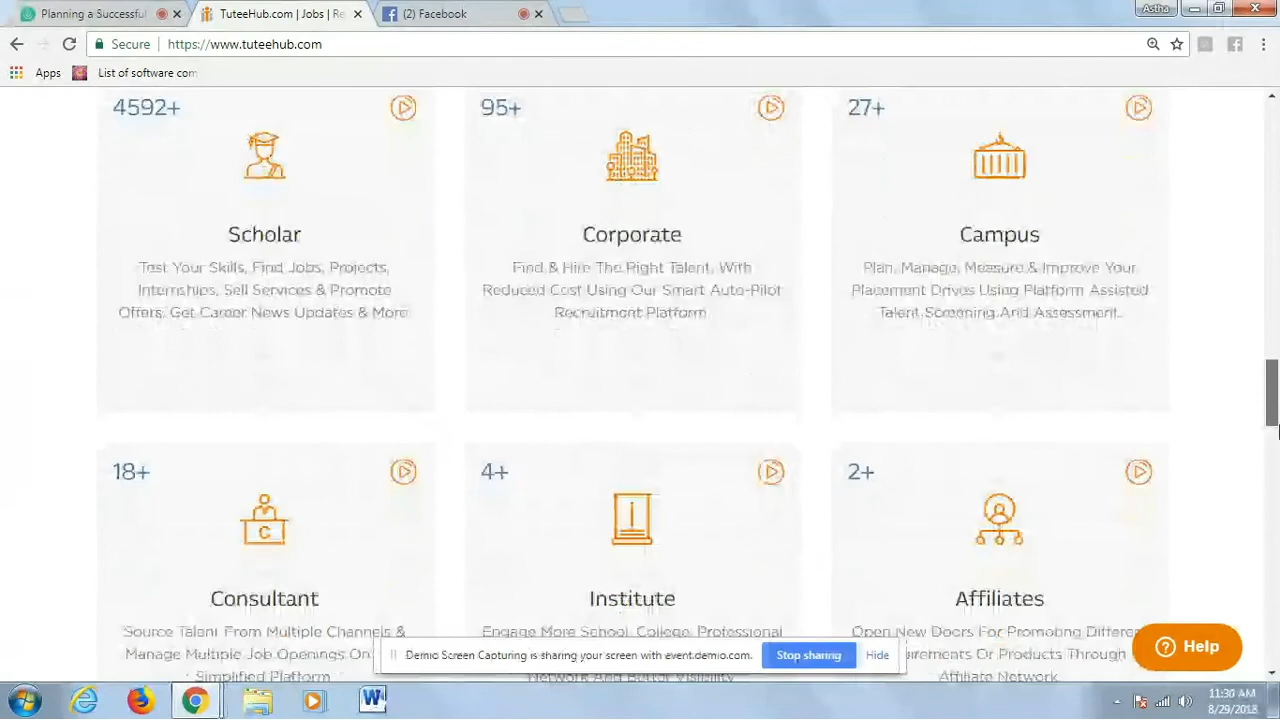 Planning a Successful
TuteeHub.com | Jobs | Re
(2) Facebook
Astha
Secure
https://www.tuteehub.com
Apps
List of software com
4592+
95+
27+
Scholar
Corporate
Campus
Test Your Skills, Find Jobs, Projects,
Internships, Sell Services & Promote
Offers, Get Career News Updates & More
Find & Hire The Right Talent, With
Reduced Cost Using Our Smart Auto-Pilot
Recruitment Platform
Plan, Manage, Measure & Improve Your
Placement Drives Using Platform Assisted
Talent Screening And Assessment.
18+
4+
2+
C
Consultant
Institute
Affiliates
Source Talent From Multiple Channels &
Manage Multiple Job Openings On
Simplified Platform
Engage More School, College, Professional
Network And Better Visibility
Open New Doors For Promoting Differe
urements Or Products Through
Affiliate Network.
Demo Screen Capturing is sharing your screen with event.demo.com.
Stop sharing
Hide
Help
11:30 AM
8/29/2018